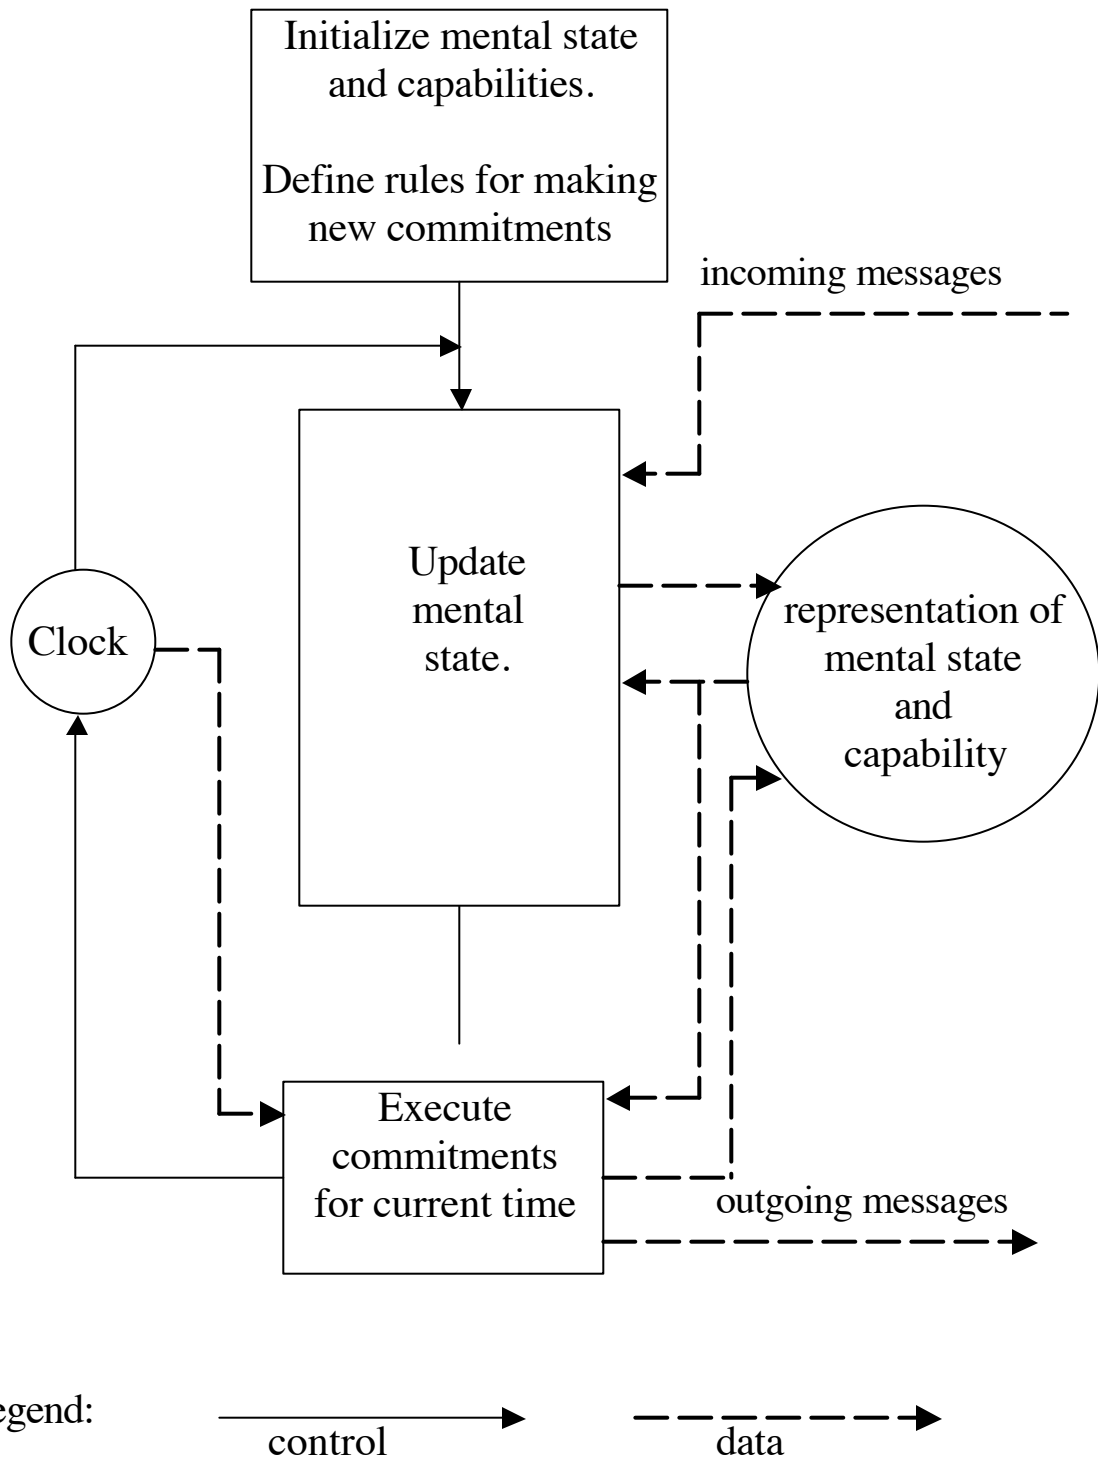 Initialize mental state
and capabilities.
Define rules for making
new commitments
incoming messages
Update
mental
state.
Clock
representation of
mental state
and
capability
Execute
commitments
for current time
outgoing messages
egend:
control
data